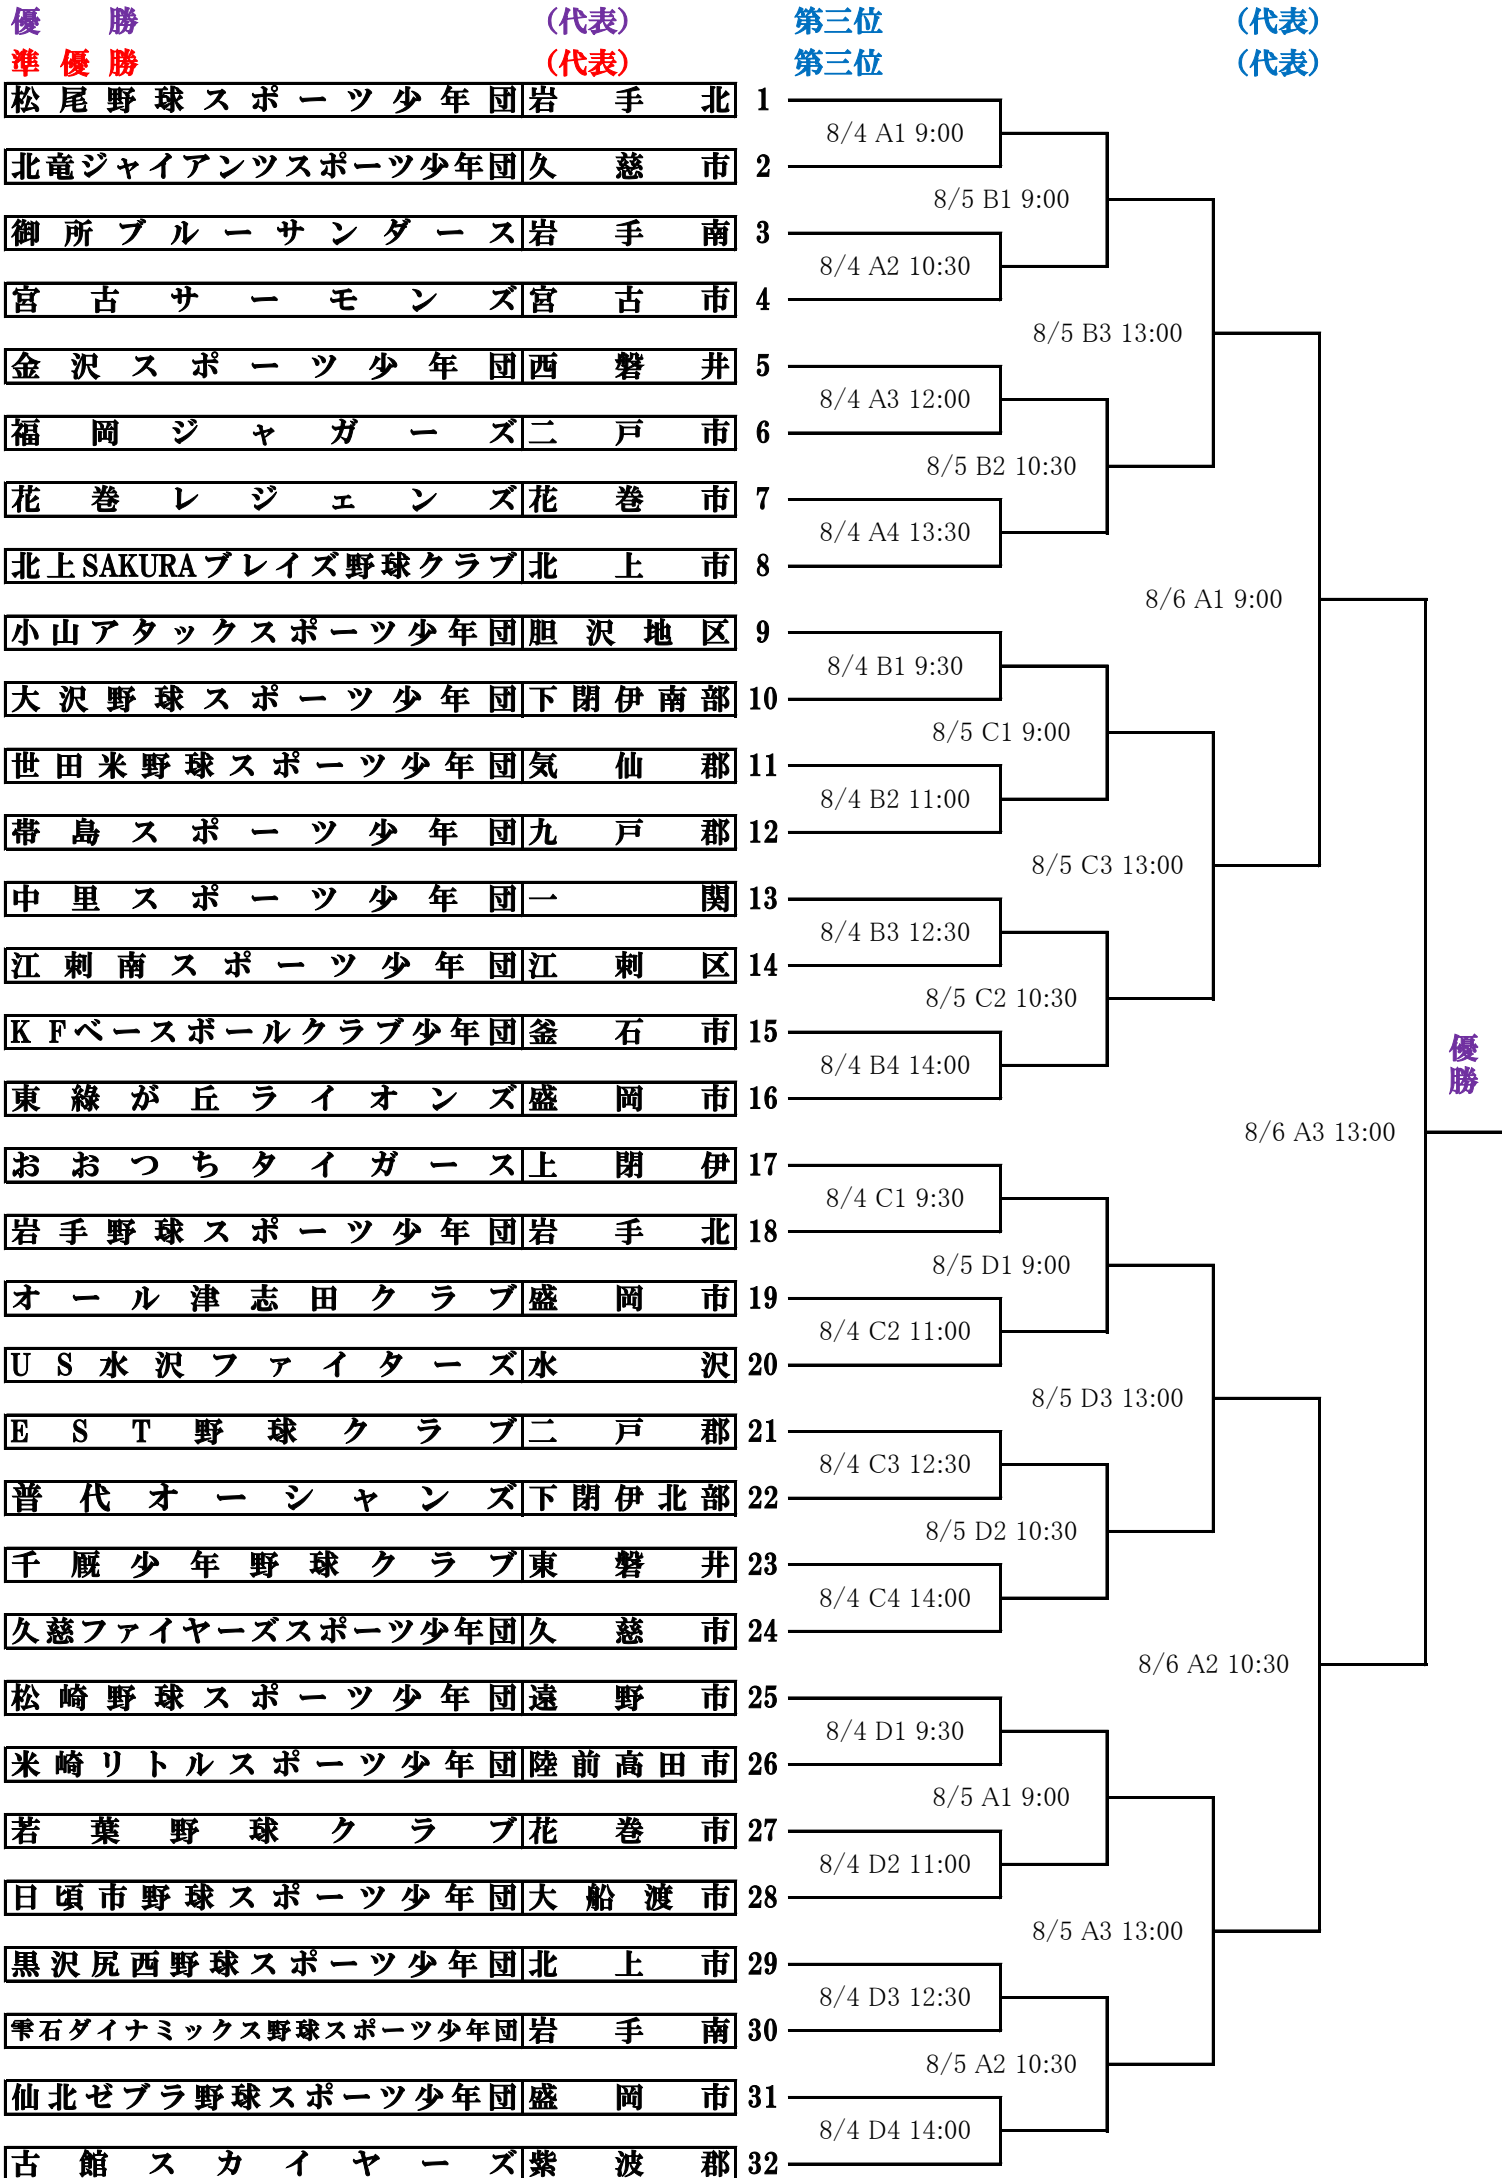 優勝 （代表） 第三位 （代表）
準優勝 （代表） 第三位 （代表）
松尾野球スポーツ少年団 岩手北 1
8/4 A1 9:00
北竜ジャイアンツスポーツ少年団 久慈市 2
8/5 B1 9:00
御所ブルーサンダース 岩手南 3
8/4 A2 10:30
宮古サーモンズ 宮古市 4
8/5 B3 13:00
金沢スポーツ少年団 西磐井 5
8/4 A3 12:00
福岡ジャガーズ 二戸市 6
8/5 B2 10:30
花巻レジェンズ 花巻市 7
8/4 A4 13:30
北上SAKURAブレイズ野球クラブ 北上市 8
8/6 A1 9:00
小山アタックスポーツ少年団 胆沢地区 9
8/4 B1 9:30
大沢野球スポーツ少年団 下閉伊南部 10
8/5 C1 9:00
世田米野球スポーツ少年団 気仙郡 11
8/4 B2 11:00
帯島スポーツ少年団 九戸郡 12
8/5 C3 13:00
中里スポーツ少年団 一関 13
8/4 B3 12:30
江刺南スポーツ少年団 江刺区 14
8/5 C2 10:30
KFベースボールクラブ少年団 釜石市 15
8/4 B4 14:00
優勝
東緑が丘ライオンズ 盛岡市 16
8/6 A3 13:00
おおつちタイガース 上閉伊 17
8/4 C1 9:30
岩手野球スポーツ少年団 岩手北 18
8/5 D1 9:00
オール津志田クラブ 盛岡市 19
8/4 C2 11:00
US水沢ファイターズ 水沢 20
8/5 D3 13:00
EST野球クラブ 二戸郡 21
8/4 C3 12:30
普代オーシャンズ 下閉伊北部 22
8/5 D2 10:30
千厩少年野球クラブ 東磐井 23
8/4 C4 14:00
久慈ファイヤーズスポーツ少年団 久慈市 24
8/6 A2 10:30
松崎野球スポーツ少年団 遠野市 25
8/4 D1 9:30
米崎リトルスポーツ少年団 陸前高田市 26
8/5 A1 9:00
若葉野球クラブ 花巻市 27
8/4 D2 11:00
日頃市野球スポーツ少年団 大船渡市 28
8/5 A3 13:00
黒沢尻西野球スポーツ少年団 北上市 29
8/4 D3 12:30
雫石ダイナミックス野球スポーツ少年団 岩手南 30
8/5 A2 10:30
仙北ゼブラ野球スポーツ少年団 盛岡市 31
8/4 D4 14:00
古館スカイヤーズ 紫波郡 32